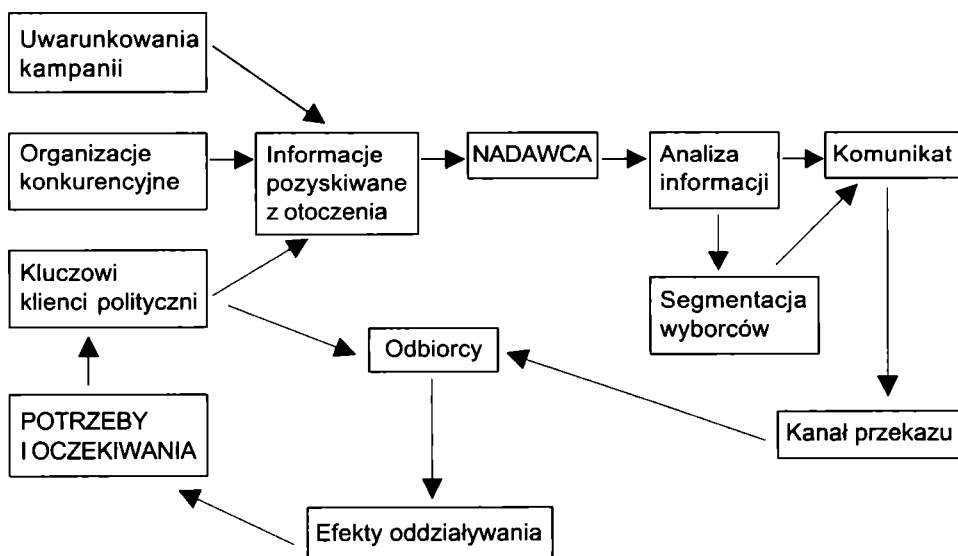 Uwarunkowania
kampanii
Organizacje
konkurencyjne
Informacje
pozyskiwane
z otoczenia
NADAWCA
Analiza
informacji
Komunikat
Kluczowi
klienci polityczni
Segmentacja
wyborców
Odbiorcy
POTRZEBY
I OCZEKIWANIA
Kanał przekazu
Efekty oddziaływania